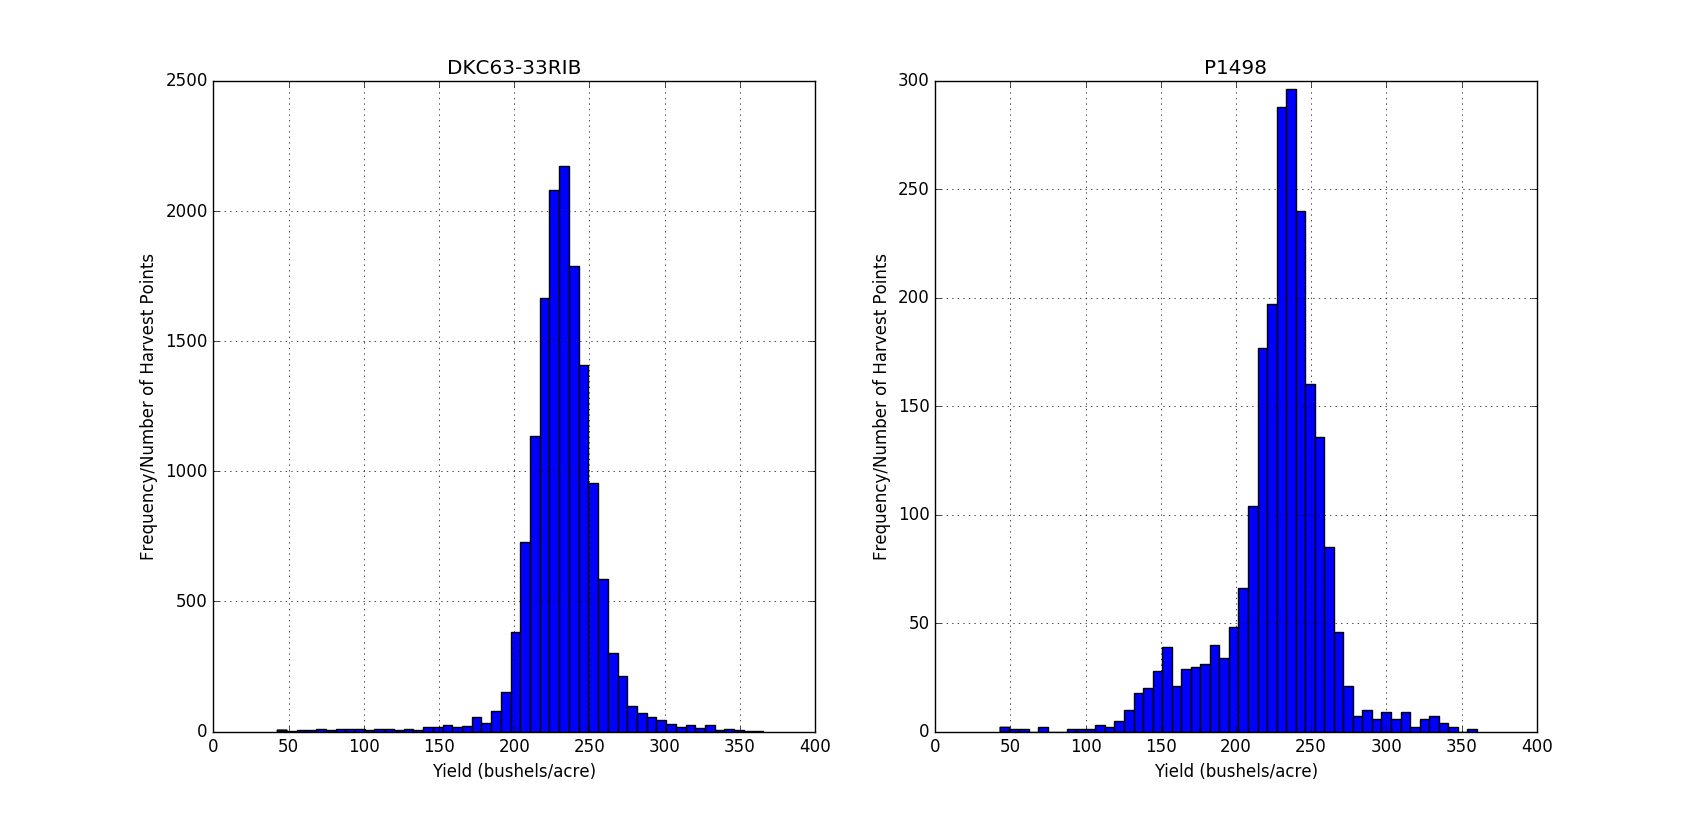 DKC63-33RIB
2500
2000
1500
1000
500
0
Frequency/Number of Harvest Points
0 50 100 150 200 250 300 350 400
Yield (bushels/acre)
P1498
300
250
200
150
100
50
0
Frequency/Number of Harvest Points
0 50 100 150 200 250 300 350 400
Yield (bushels/acre)